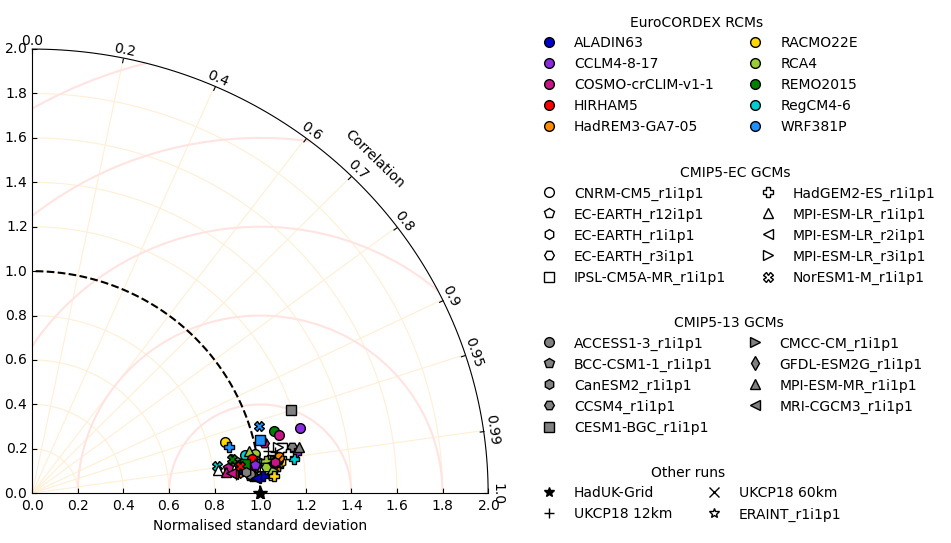 0.0
0.2
0.4
0.6
Correlation
0.7
0.8
0.9
0.95
0.99
1.0
2.0
1.8
1.6
1.4
1.2
1.0
0.8
0.6
0.4
0.2
0.0
0.0 0.2 0.4 0.6 0.8 1.0 1.2 1.4 1.6 1.8 2.0
Normalised standard deviation
EuroCORDEX RCMs
ALADIN63 RACMO22E
CCLM4-8-17 RCA4
COSMO-crCLIM-v1-1 REMO2015
HIRHAM5 RegCM4-6
HadREM3-GA7-05 WRF381P
CMIP5-EC GCMs
CNRM-CM5_r1i1p1 HadGEM2-ES_r1i1p1
EC-EARTH_r12i1p1 MPI-ESM-LR_r1i1p1
EC-EARTH_r1i1p1 MPI-ESM-LR_r2i1p1
EC-EARTH_r3i1p1 MPI-ESM-LR_r3i1p1
IPSL-CM5A-MR_r1i1p1 NorESM1-M_r1i1p1
CMIP5-13 GCMs
ACCESS1-3_r1i1p1 CMCC-CM_r1i1p1
BCC-CSM1-1_r1i1p1 GFDL-ESM2G_r1i1p1
CanESM2_r1i1p1 MPI-ESM-MR_r1i1p1
CCSM4_r1i1p1 MRI-CGCM3_r1i1p1
CESM1-BGC_r1i1p1
Other runs
HadUK-Grid UKCP18 60km
UKCP18 12km ERAINT_r1i1p1